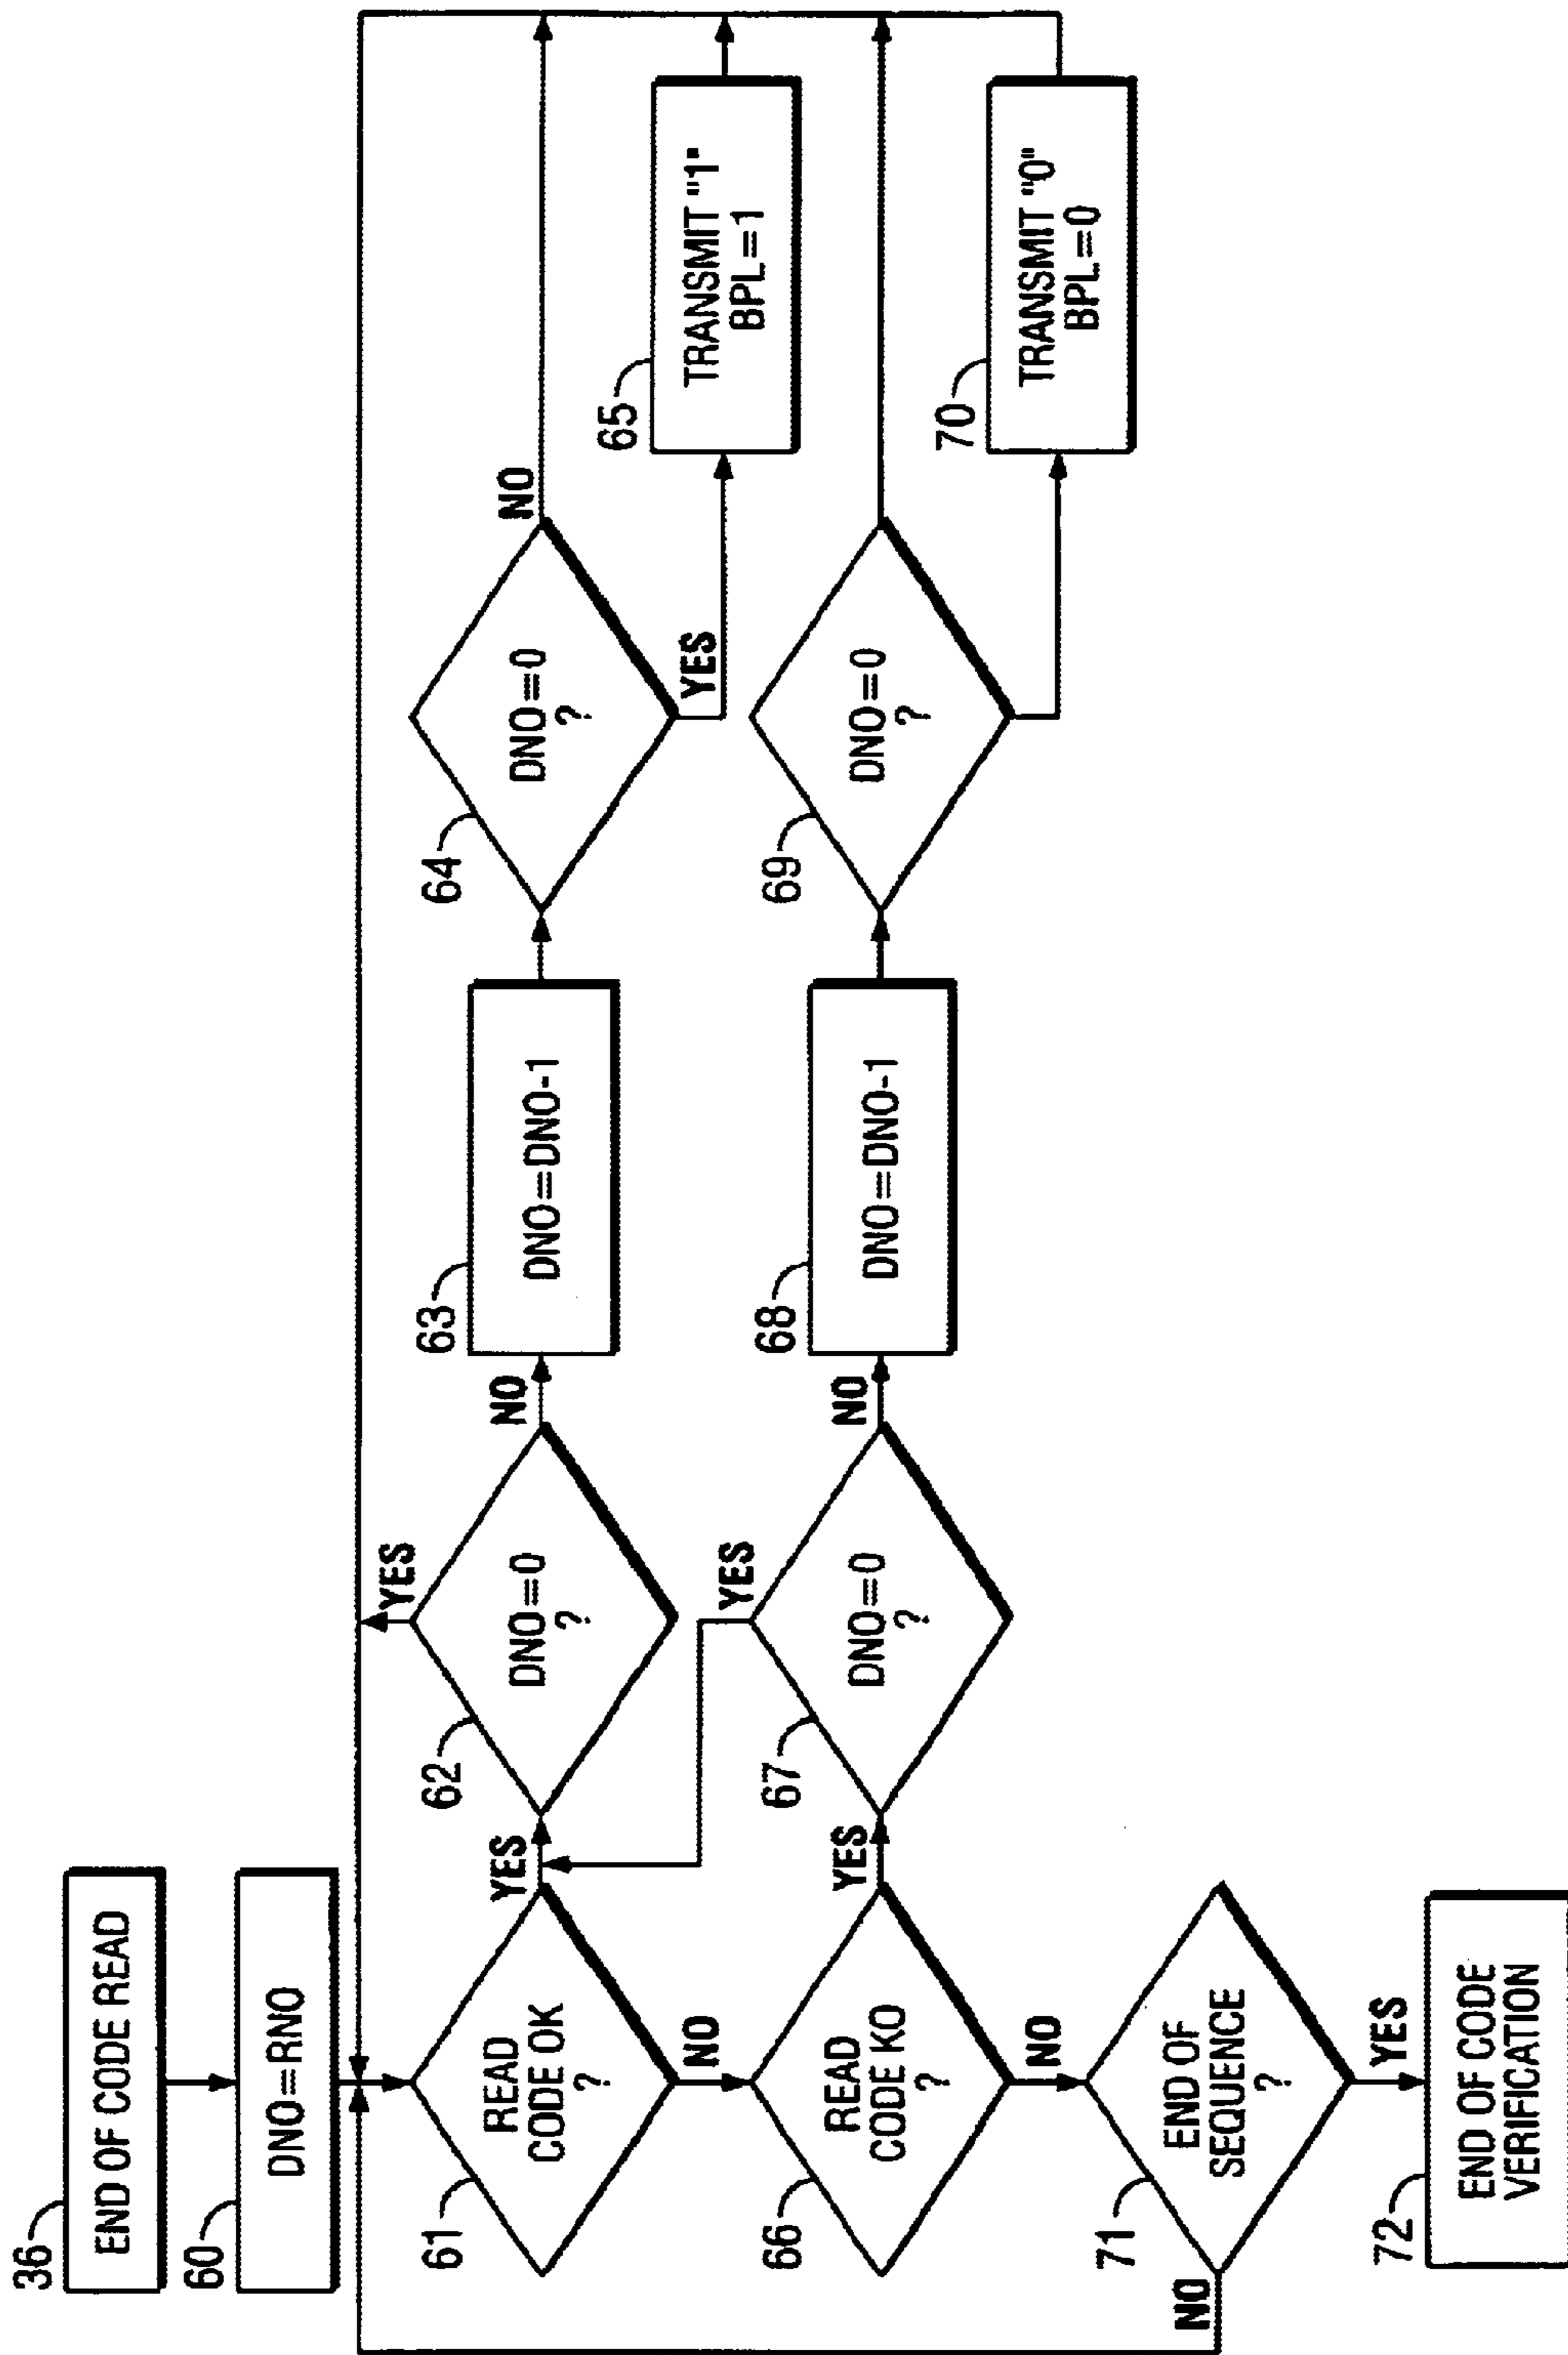 36
END OF CODE READ
60
DNO=RNO
61
READ
CODE OK
?
YES
NO
62
DNO=0
?
YES
NO
63
DNO=DNO-1
64
DNO=0
?
NO
YES
65
TRANSMIT "1"
BPL=1
66
READ
CODE KO
?
YES
NO
67
DNO=0
?
YES
NO
68
DNO=DNO-1
69
DNO=0
?
70
TRANSMIT "0"
BPL=0
71
END OF
SEQUENCE
?
NO
YES
72
END OF CODE
VERIFICATION